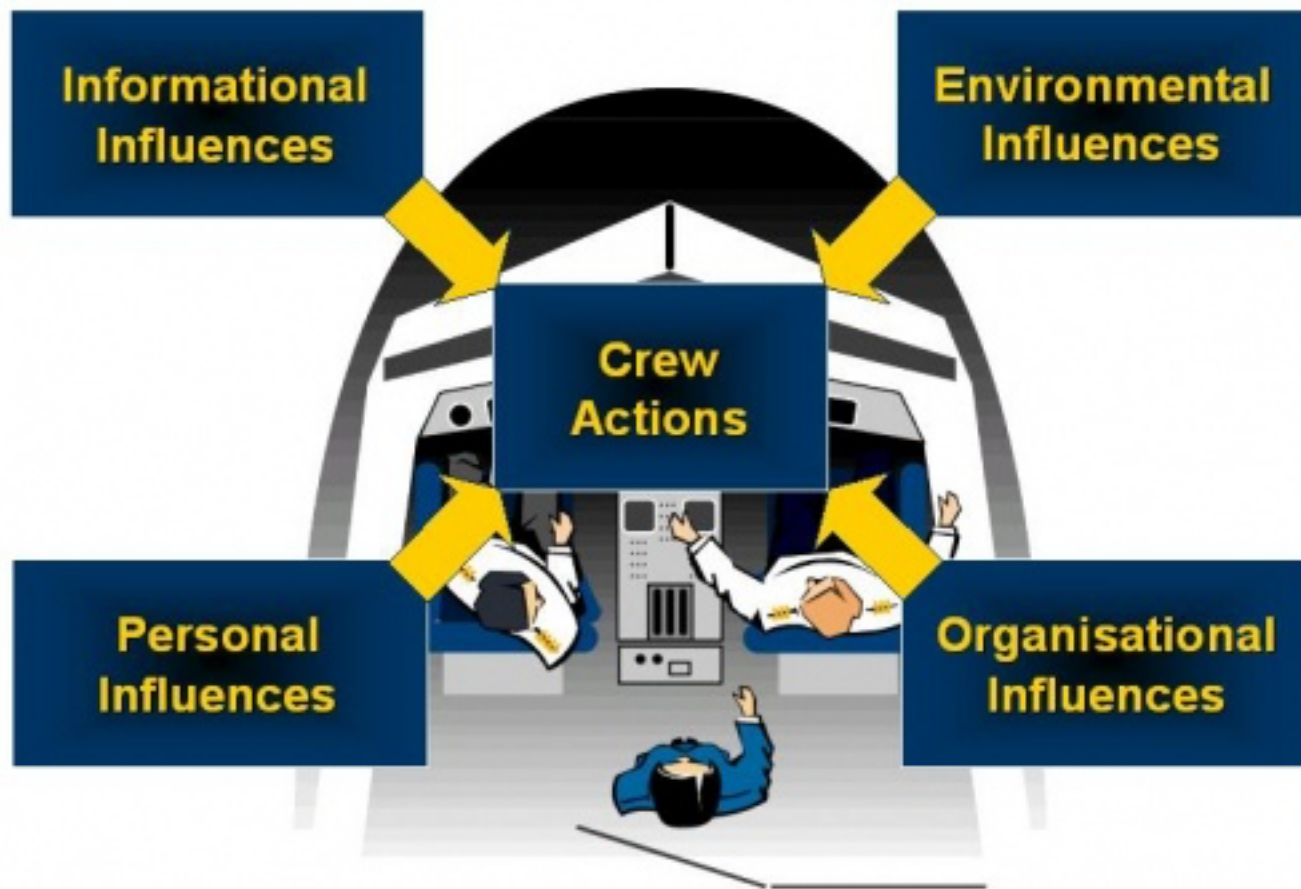 Informational
Influences
Environmental
Influences
Crew
Actions
Personal
Influences
Organisational
Influences